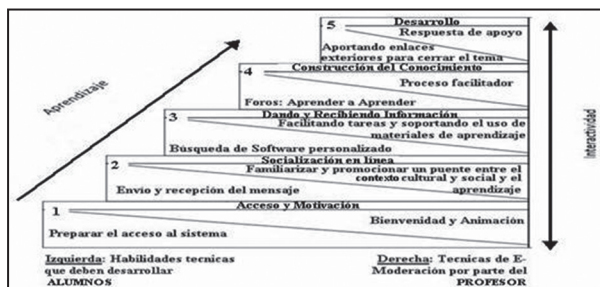 5
Desarrollo
Respuesta de apoyo
Aportando enlaces
exteriores para cerrar el tema
4
Construcción del Conocimiento
Proceso facilitador
Foros: Aprender a Aprender
3
Dando y Recibiendo Información
Facilitando tareas y soportando el uso de
materiales de aprendizaje
Búsqueda de Software personalizado
2
Socialización en línea
Familiarizar y promocionar un puente entre el
contexto cultural y social y el
aprendizaje
Envío y recepción del mensaje
1
Acceso y Motivación
Bienvenidad y Animación
Preparar el acceso al sistema
Aprendizaje
Interactividad
Izquierda: Habilidades tecnicas
que deben desarrollar
ALUMNOS
Derecha: Tecnicas de E-
Moderación por parte del
PROFESOR